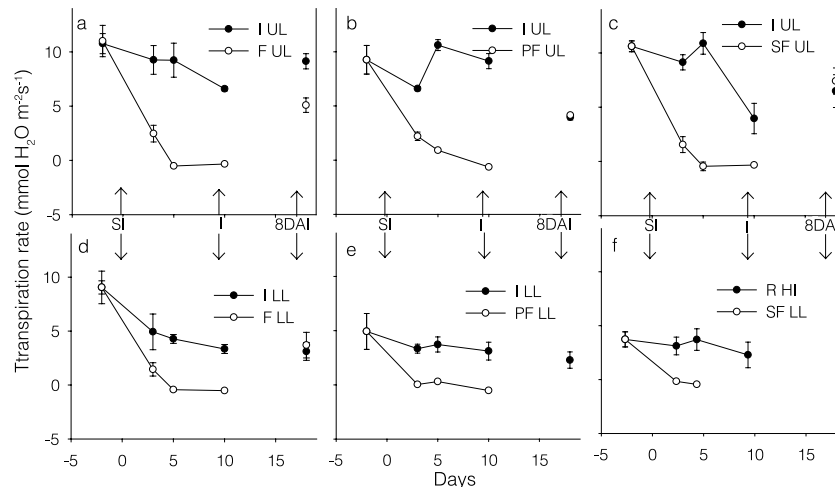 a
I UL
F UL
b
I UL
PF UL
c
I UL
SF UL
10
5
0
-5
Ttranspiration rate (mmol H₂O m⁻²s⁻¹)
SI
I
8DAI
SI
I
8DAI
SI
I
8DA
d
I LL
F LL
e
I LL
PF LL
f
R HI
SF LL
10
5
0
-5
-5 0 5 10 15
-5 0 5 10 15
-5 0 5 10 15
Days